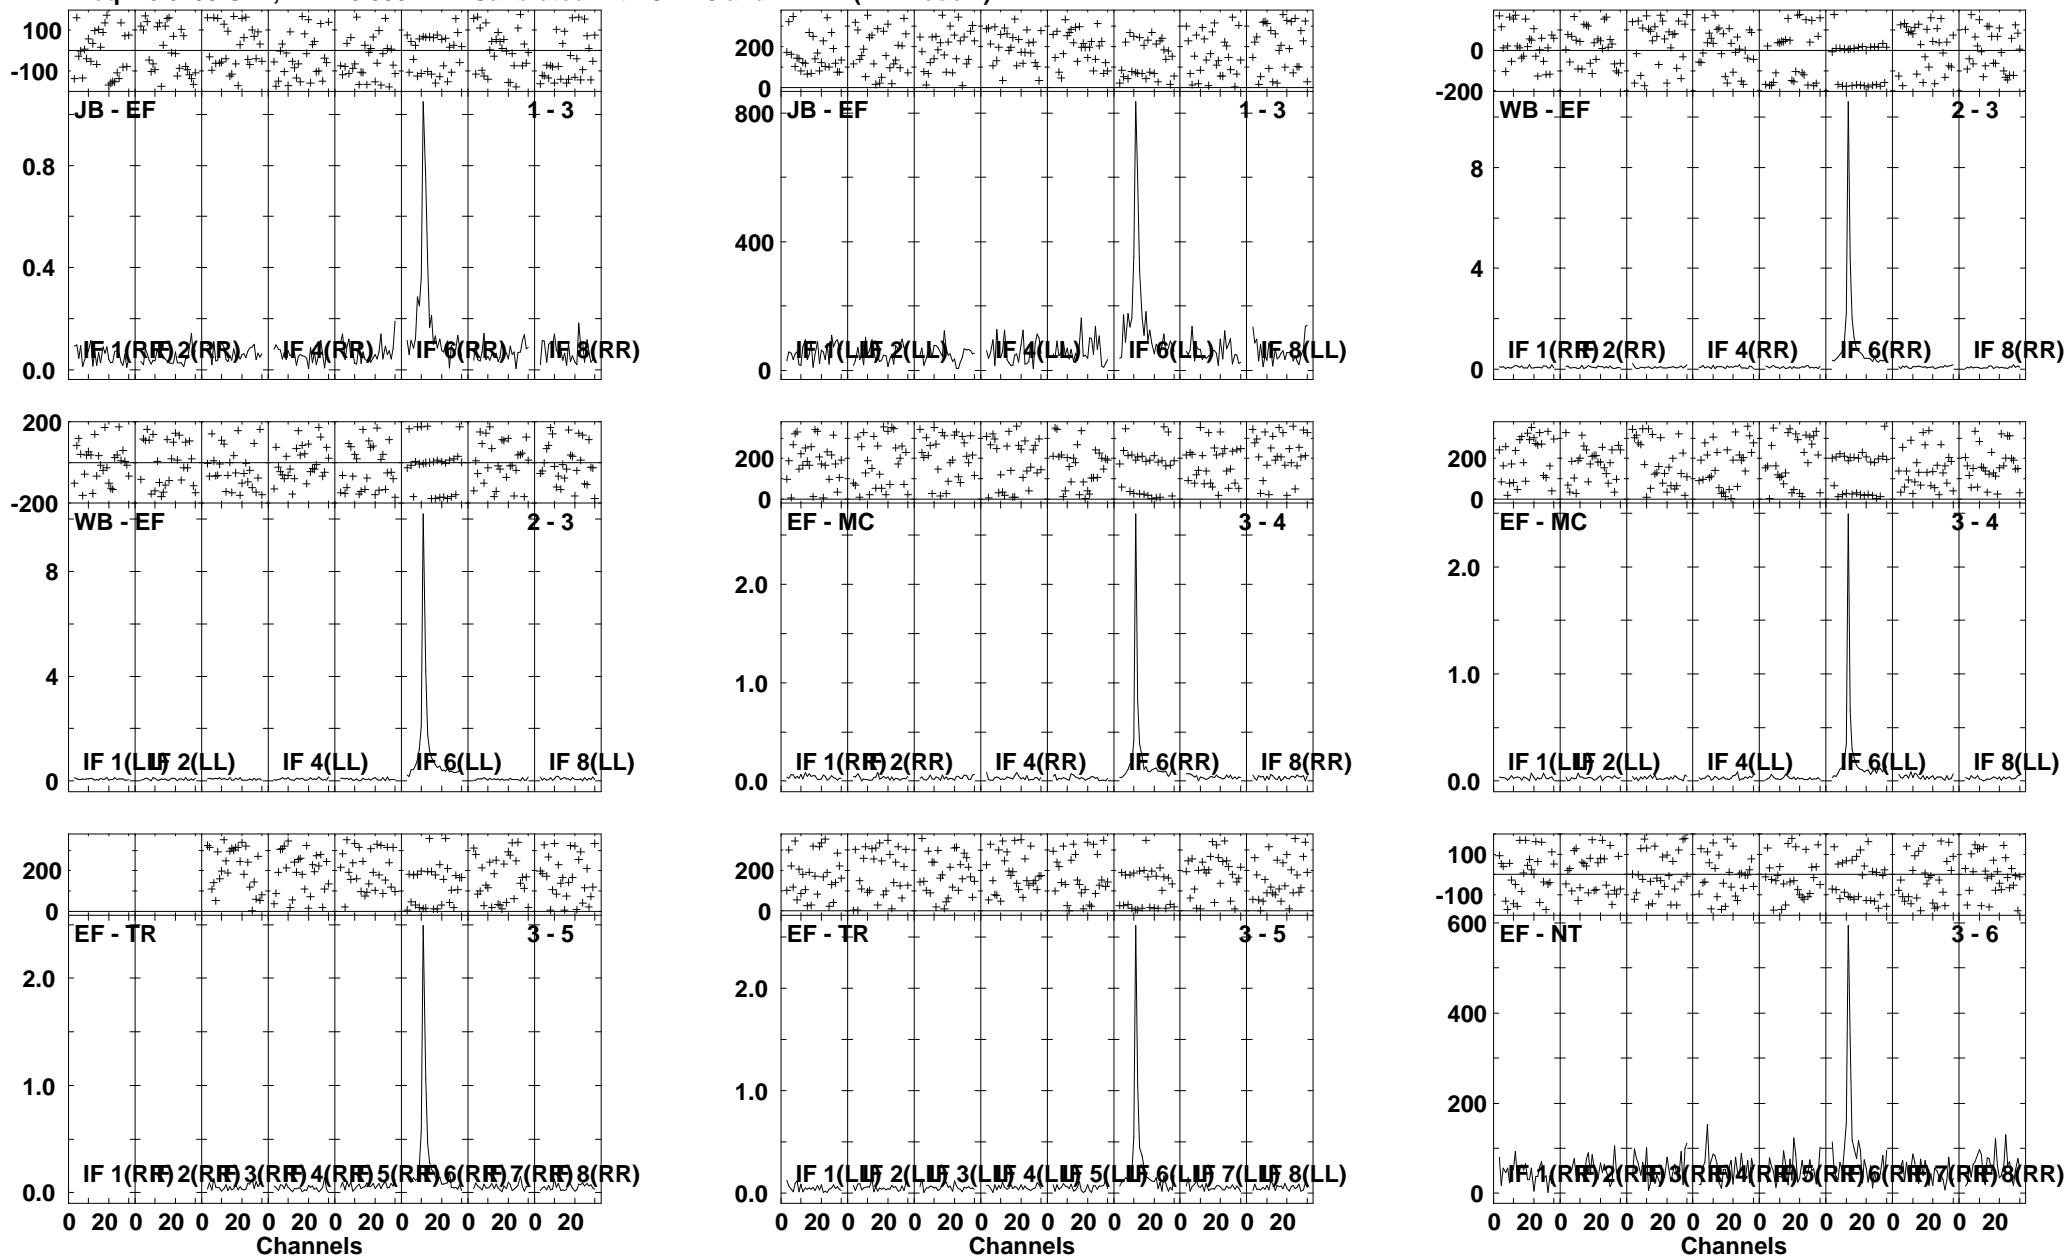 100
-100
JB - EF 1 - 3
0.8
0.4
0.0
IF 1(RR) IF 2(RR) IF 4(RR) IF 6(RR) IF 8(RR)
200
0
JB - EF 1 - 3
800
400
0
IF 1(LL) IF 2(LL) IF 4(LL) IF 6(LL) IF 8(LL)
0
-200
WB - EF 2 - 3
8
4
0
IF 1(RR) IF 2(RR) IF 4(RR) IF 6(RR) IF 8(RR)
200
0
-200
WB - EF 2 - 3
8
4
0
IF 1(LL) IF 2(LL) IF 4(LL) IF 6(LL) IF 8(LL)
200
0
EF - MC 3 - 4
2.0
1.0
0.0
IF 1(RR) IF 2(RR) IF 4(RR) IF 6(RR) IF 8(RR)
200
0
EF - MC 3 - 4
2.0
1.0
0.0
IF 1(LL) IF 2(LL) IF 4(LL) IF 6(LL) IF 8(LL)
200
0
EF - TR 3 - 5
2.0
1.0
0.0
IF 1(RR) IF 2(RR) IF 3(RR) IF 4(RR) IF 5(RR) IF 6(RR) IF 7(RR) IF 8(RR)
0 20 0 20 0 20 0 20 0 20 0 20 0 20 0 20
Channels
200
0
EF - TR 3 - 5
2.0
1.0
0.0
IF 1(LL) IF 2(LL) IF 3(LL) IF 4(LL) IF 5(LL) IF 6(LL) IF 7(LL) IF 8(LL)
0 20 0 20 0 20 0 20 0 20 0 20 0 20 0 20
Channels
100
-100
EF - NT 3 - 6
600
400
200
0
IF 1(RR) IF 2(RR) IF 3(RR) IF 4(RR) IF 5(RR) IF 6(RR) IF 7(RR) IF 8(RR)
0 20 0 20 0 20 0 20 0 20 0 20 0 20 0 20
Channels